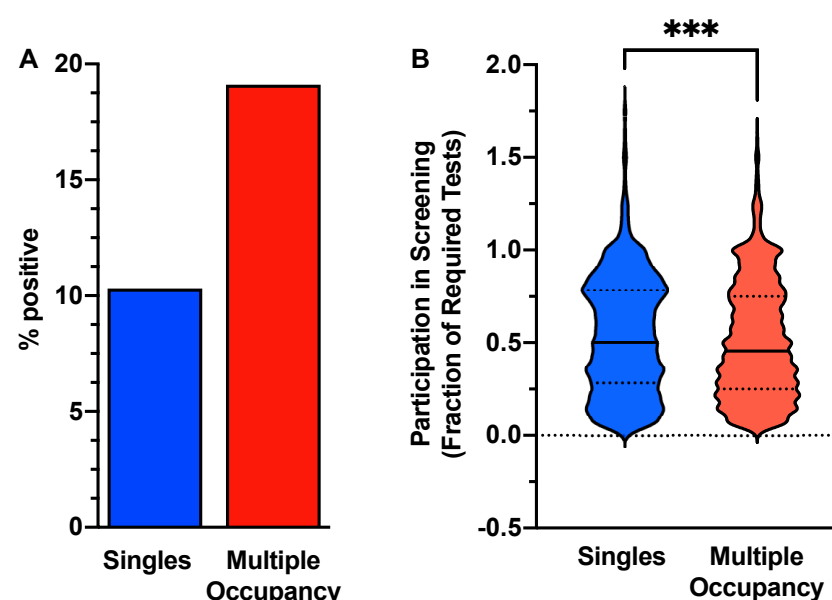 A
% positive
20
15
10
5
0
Singles
Multiple
Occupancy
B
Participation in Screening
(Fraction of Required Tests)
2.0
1.5
1.0
0.5
0.0
-0.5
***
Singles
Multiple
Occupancy